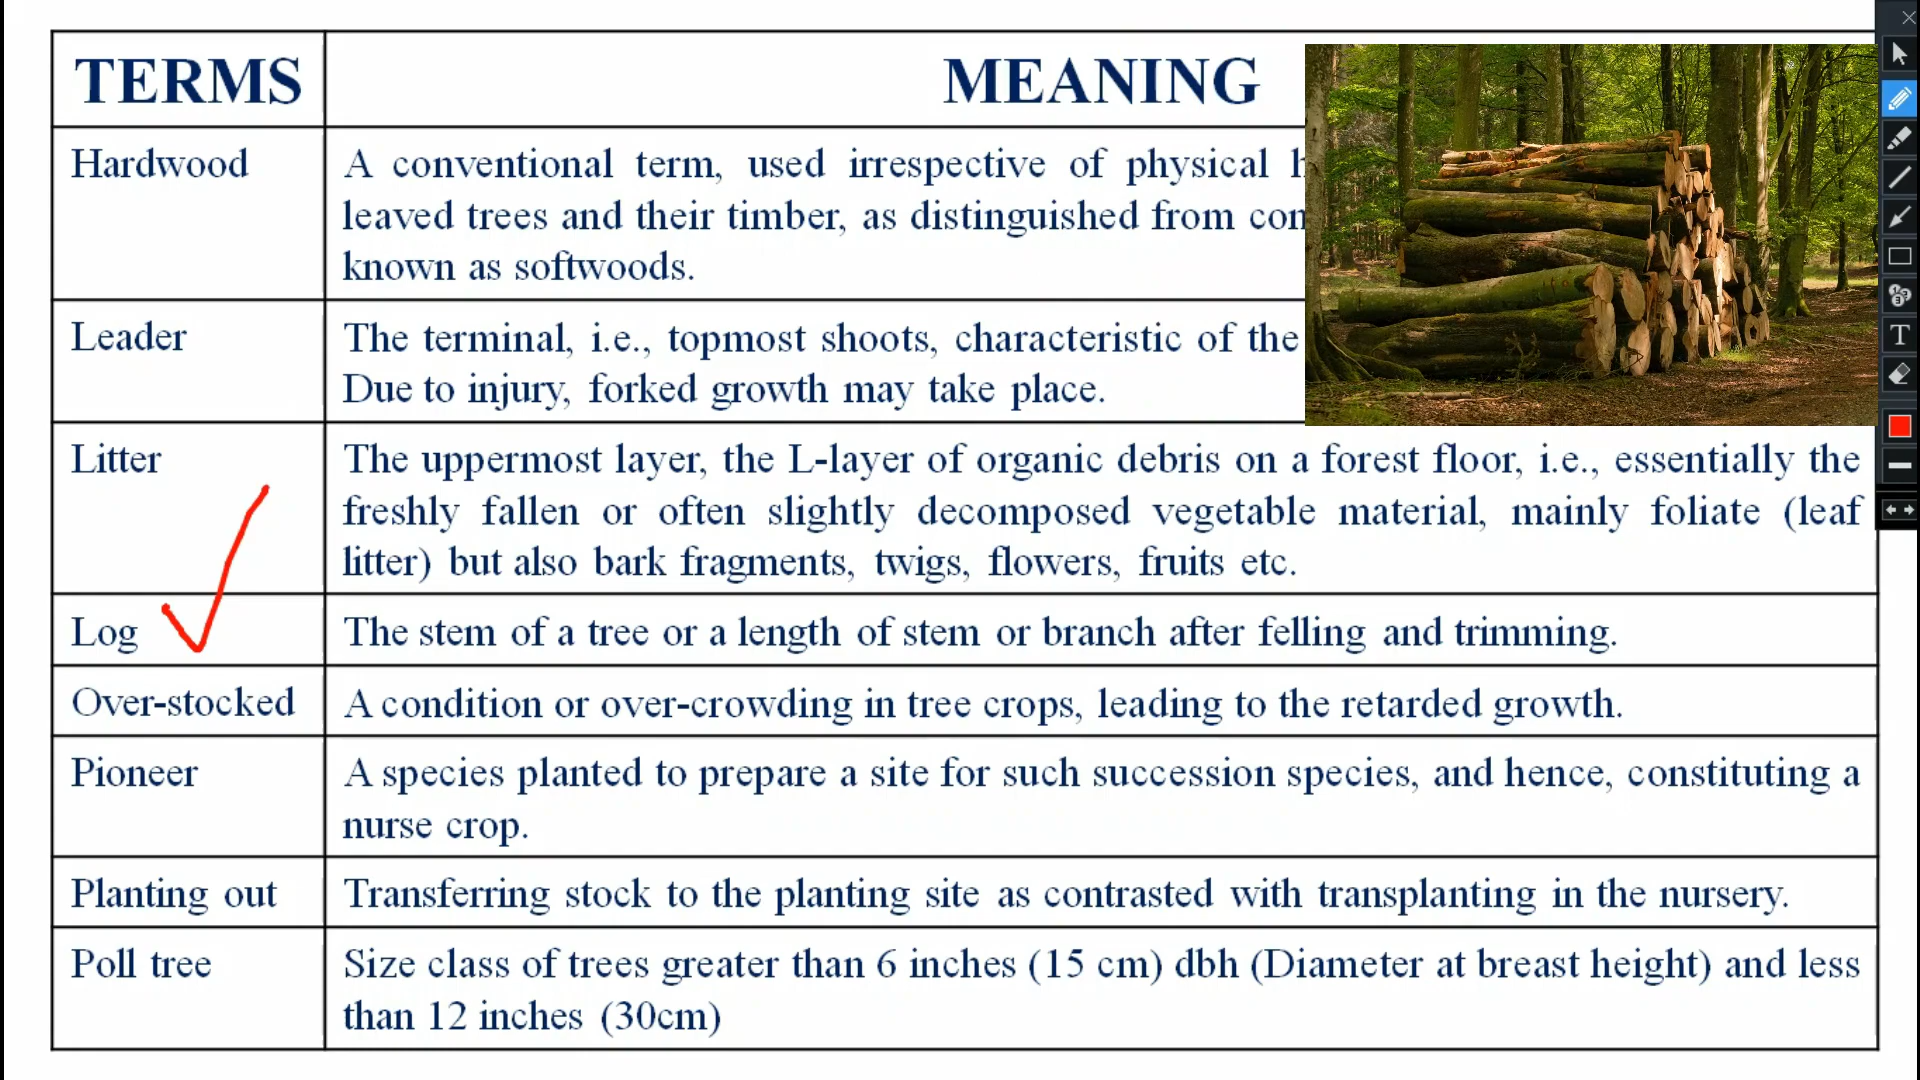 TERMS MEANING
Hardwood A conventional term, used irrespective of physical
leaved trees and their timber, as distinguished from
known as softwoods.
Leader The terminal, i.e., topmost shoots, characteristic of the
Due to injury, forked growth may take place.
Litter The uppermost layer, the L-layer of organic debris on a forest floor, i.e., essentially the
freshly fallen or often slightly decomposed vegetable material, mainly foliate (leaf
litter) but also bark fragments, twigs, flowers, fruits etc.
Log The stem of a tree or a length of stem or branch after felling and trimming.
Over-stocked A condition or over-crowding in tree crops, leading to the retarded growth.
Pioneer A species planted to prepare a site for such succession species, and hence, constituting a
nurse crop.
Planting out Transferring stock to the planting site as contrasted with transplanting in the nursery.
Poll tree Size class of trees greater than 6 inches (15 cm) dbh (Diameter at breast height) and less
than 12 inches (30cm)